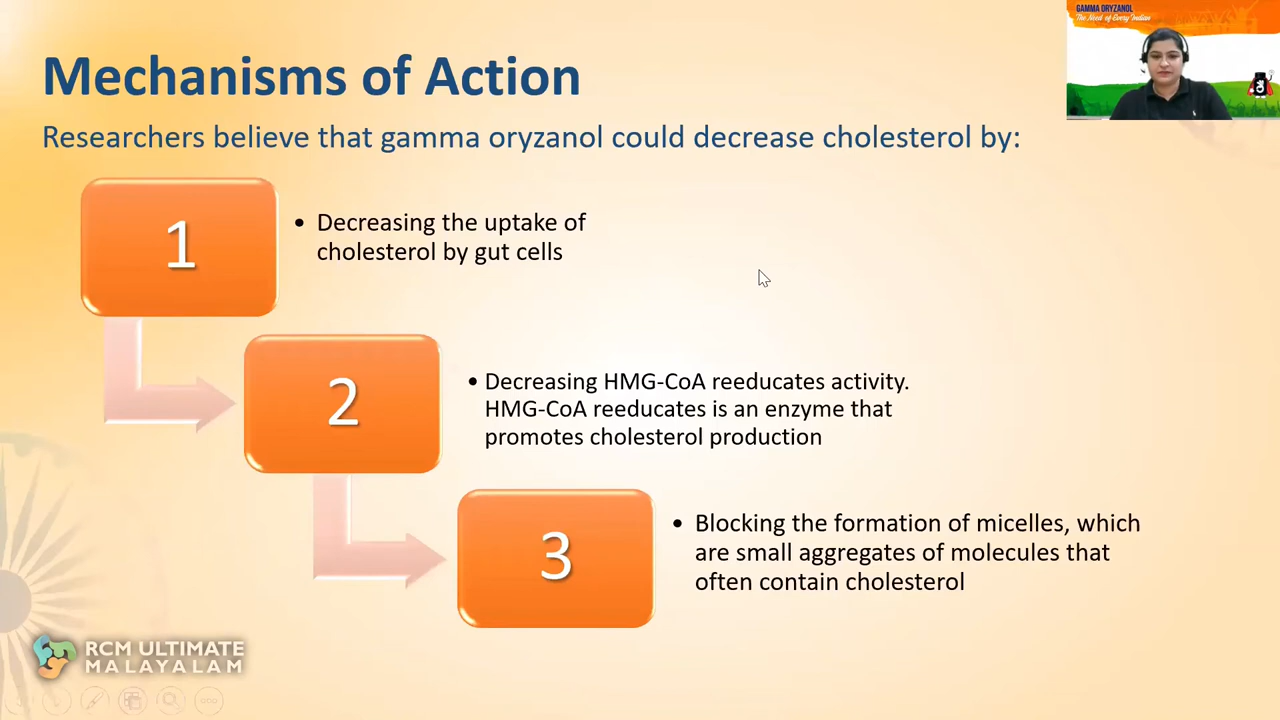 Mechanisms of Action
Researchers believe that gamma oryzanol could decrease cholesterol by:
GAMMA ORYZANOL
The Need of Every Indian
1
• Decreasing the uptake of
cholesterol by gut cells
2
• Decreasing HMG-CoA reeducates activity.
HMG-CoA reeducates is an enzyme that
promotes cholesterol production
3
• Blocking the formation of micelles, which
are small aggregates of molecules that
often contain cholesterol
RCM ULTIMATE
MALAYALAM